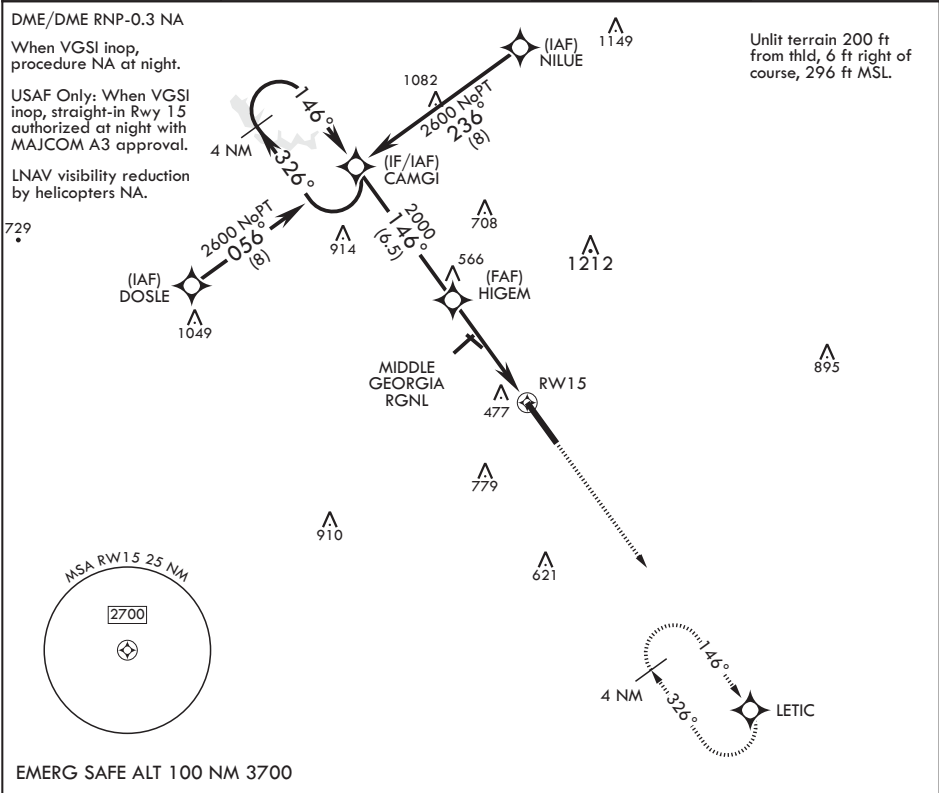 DME/DME RNP-0.3 NA
When VGSI inop,
procedure NA at night.
USAF Only: When VGSI
inop, straight-in Rwy 15
authorized at night with
MAJCOM A3 approval.
LNAV visibility reduction
by helicopters NA.
Unlit terrain 200 ft
from thld, 6 ft right of
course, 296 ft MSL.
(IAF)
NILUE
1149
1082
2600 NoPT
236°
(8)
146°
4 NM
326°
(IF/IAF)
CAMGI
729
2600 NoPT
056°
(8)
914
2000
146°
(6.5)
708
1212
(IAF)
DOSLE
1049
566
(FAF)
HIGEM
MIDDLE
GEORGIA
RGNL
RW15
477
895
779
910
621
MSA RW15 25 NM
2700
146°
4 NM
326°
LETIC
EMERG SAFE ALT 100 NM 3700